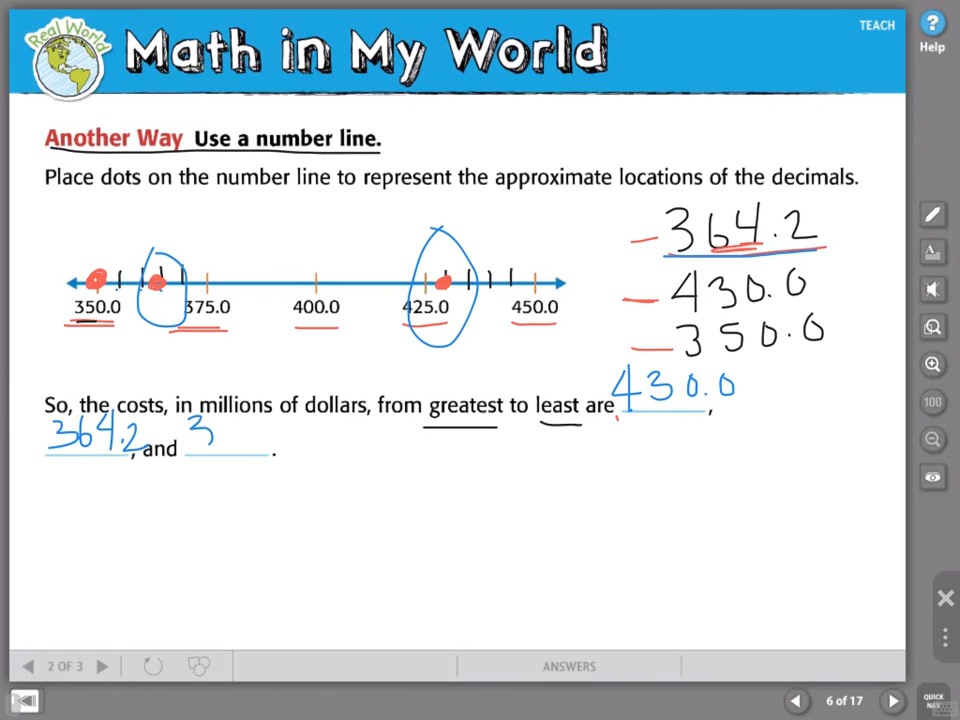 TEACH
?
Help
Real World
Math in My World
Another Way Use a number line.
Place dots on the number line to represent the approximate locations of the decimals.
364.2
430.0
350.0
350.0 375.0 400.0 425.0 450.0
So, the costs, in millions of dollars, from greatest to least are 430.0,
364.2, and 3 .
100
2 OF 3
ANSWERS
6 of 17
QUICK
NAV